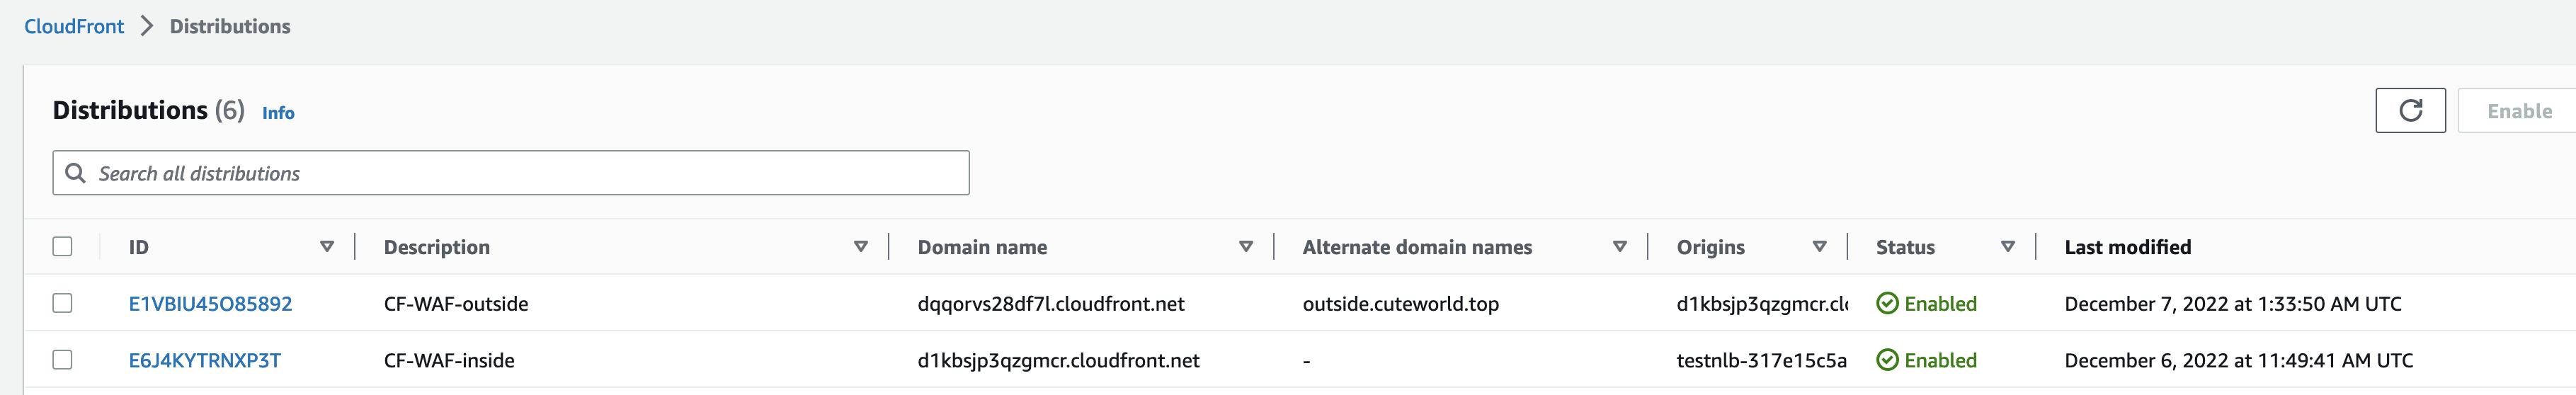 CloudFront > Distributions
Distributions (6) Info
Enable
Search all distributions
ID Description Domain name Alternate domain names Origins Status Last modified
E1VBIU45O85892 CF-WAF-outside dqqorvs28df7l.cloudfront.net outside.cuteworld.top d1kbsjp3qzgmcr.clo Enabled December 7, 2022 at 1:33:50 AM UTC
E6J4KYTRNXP3T CF-WAF-inside d1kbsjp3qzgmcr.cloudfront.net - testnlb-317e15c5a Enabled December 6, 2022 at 11:49:41 AM UTC